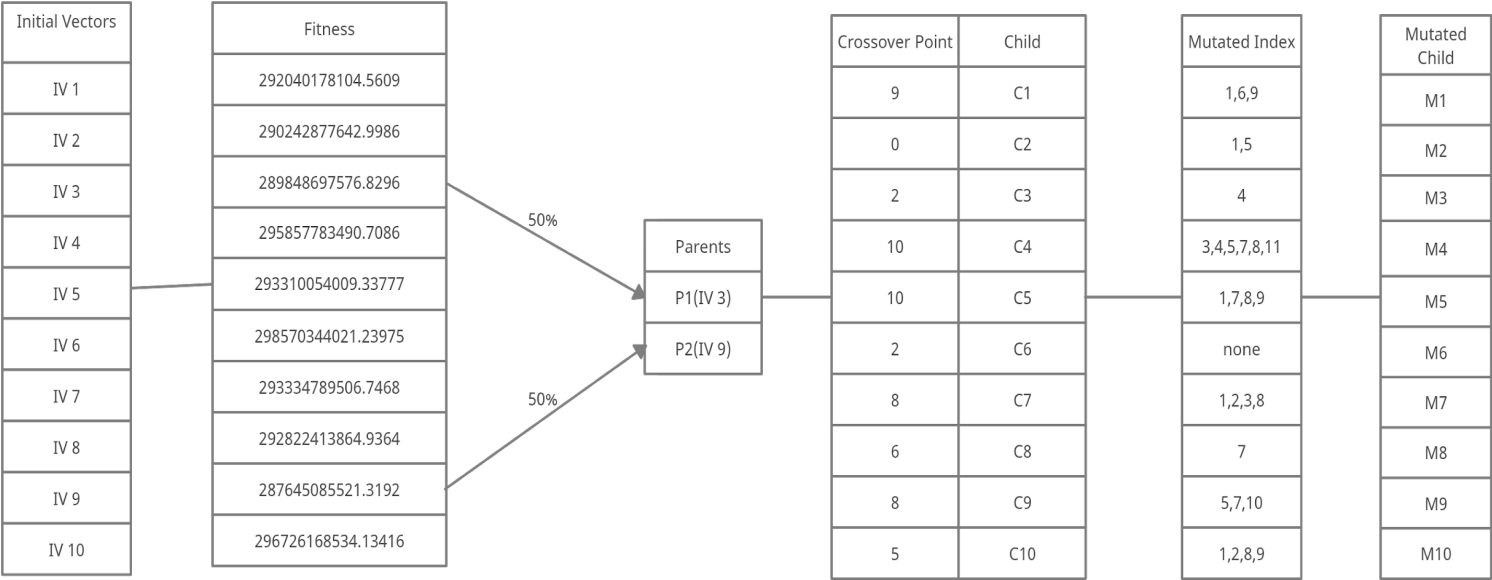 Initial Vectors
IV 1
IV 2
IV 3
IV 4
IV 5
IV 6
IV 7
IV 8
IV 9
IV 10
Fitness
292040178104.5609
290242877642.9986
289848697576.8296
295857783490.7086
293310054009.33777
298570344021.23975
293334789506.7468
292822413864.9364
287645085521.3192
296726168534.13416
50%
50%
Parents
P1(IV 3)
P2(IV 9)
Crossover Point Child
9 C1
0 C2
2 C3
10 C4
10 C5
2 C6
8 C7
6 C8
8 C9
5 C10
Mutated Index
1,6,9
1,5
4
3,4,5,7,8,11
1,7,8,9
none
1,2,3,8
7
5,7,10
1,2,8,9
Mutated
Child
M1
M2
M3
M4
M5
M6
M7
M8
M9
M10